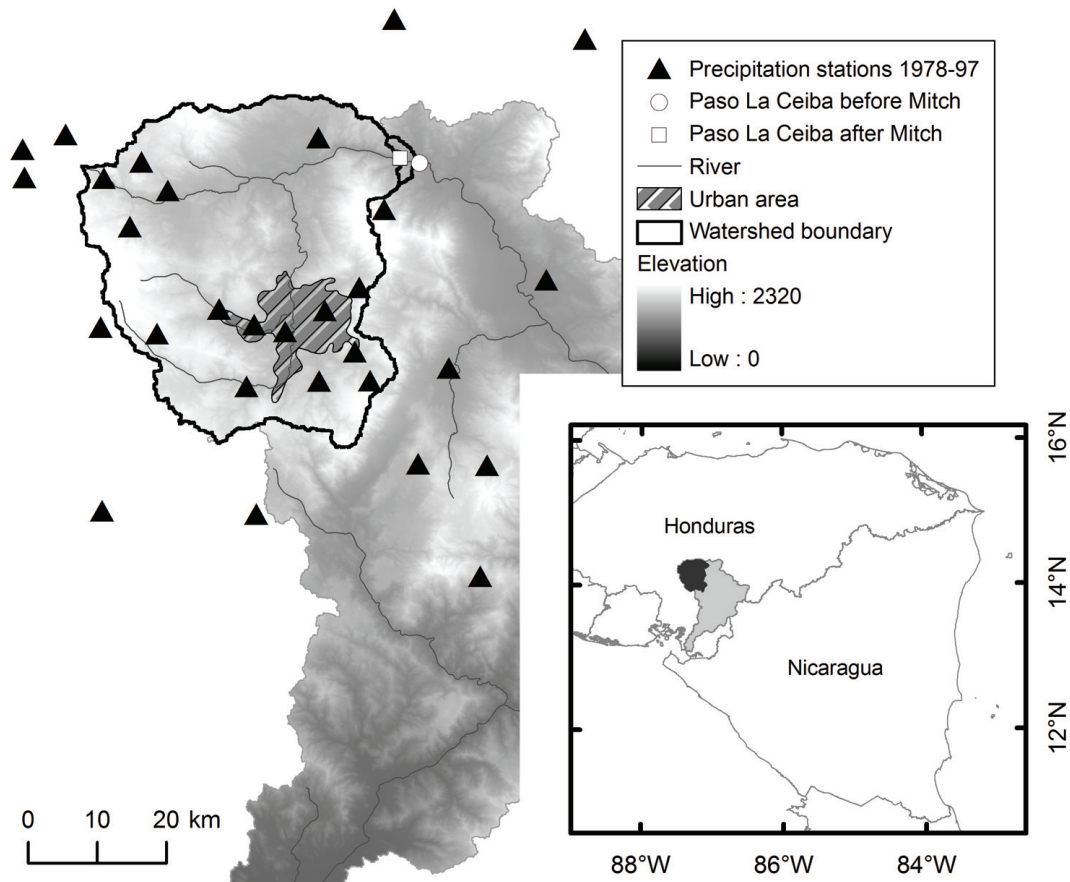 Precipitation stations 1978-97
Paso La Ceiba before Mitch
Paso La Ceiba after Mitch
River
Urban area
Watershed boundary
Elevation
High : 2320
Low : 0
Honduras
Nicaragua
16°N
14°N
12°N
88°W 86°W 84°W
0 10 20 km